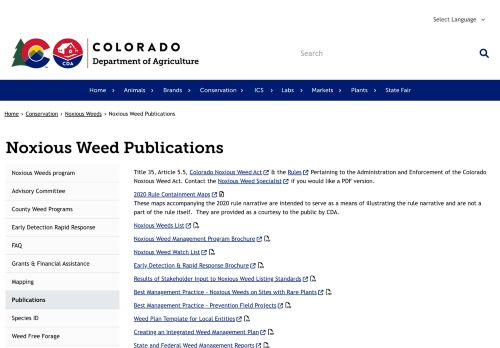 Select Language
CDA
COLORADO
Department of Agriculture
Search
Home Animals Brands Conservation ICS Labs Markets Plants State Fair
Home › Conservation › Noxious Weeds › Noxious Weed Publications
Noxious Weed Publications
Noxious Weeds program
Advisory Committee
County Weed Programs
Early Detection Rapid Response
FAQ
Grants & Financial Assistance
Mapping
Publications
Species ID
Weed Free Forage
Title 35, Article 5.5, Colorado Noxious Weed Act & the Rules Pertaining to the Administration and Enforcement of the Colorado
Noxious Weed Act. Contact the Noxious Weed Specialist if you would like a PDF version.
2020 Rule Containment Maps
These maps accompanying the 2020 rule narrative are intended to serve as a means of illustrating the rule narrative and are not a
part of the rule itself. They are provided as a courtesy to the public by CDA.
Noxious Weeds List
Noxious Weed Management Program Brochure
Noxious Weed Watch List
Early Detection & Rapid Response Brochure
Results of Stakeholder Input to Noxious Weed Listing Standards
Best Management Practice - Noxious Weeds on Sites with Rare Plants
Best Management Practice - Prevention Field Projects
Weed Plan Template for Local Entities
Creating an Integrated Weed Management Plan
State and Federal Weed Management Reports